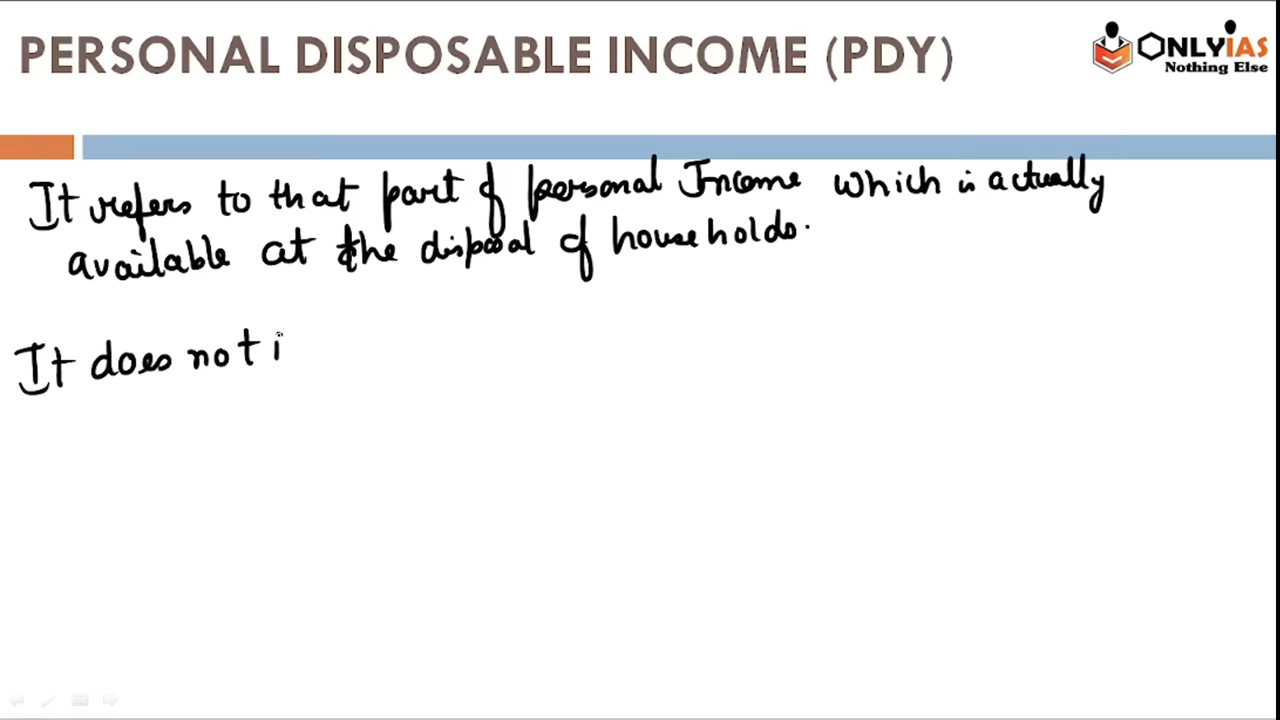 PERSONAL DISPOSABLE INCOME (PDY)
ONLYIAS
Nothing Else
It refers to that part of personal Income which is actually
available at the disposal of households.
It does not i